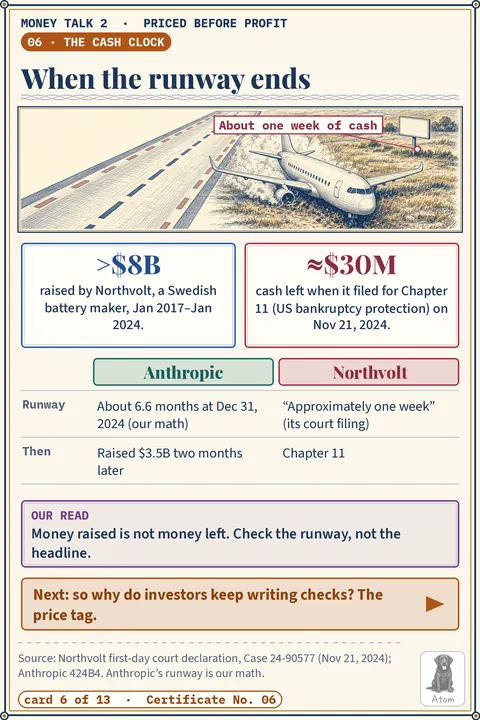 MONEY TALK 2 · PRICED BEFORE PROFIT
06 · THE CASH CLOCK
When the runway ends
About one week of cash
>$8B
raised by Northvolt, a Swedish
battery maker, Jan 2017–Jan
2024.
≈$30M
cash left when it filed for Chapter
11 (US bankruptcy protection) on
Nov 21, 2024.
Anthropic
Northvolt
Runway
About 6.6 months at Dec 31,
2024 (our math)
“Approximately one week”
(its court filing)
Then
Raised $3.5B two months
later
Chapter 11
OUR READ
Money raised is not money left. Check the runway, not the
headline.
Next: so why do investors keep writing checks? The
price tag.
Source: Northvolt first-day court declaration, Case 24-90577 (Nov 21, 2024);
Anthropic 424B4. Anthropic’s runway is our math.
card 6 of 13 · Certificate No. 06
Atom